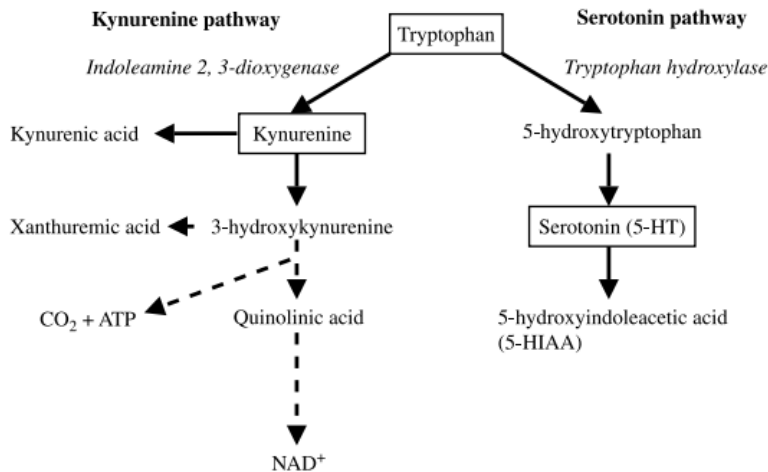 Kynurenine pathway
Serotonin pathway
Tryptophan
Indoleamine 2, 3-dioxygenase
Tryptophan hydroxylase
Kynurenic acid
Kynurenine
5-hydroxytryptophan
Xanthuremic acid
3-hydroxykynurenine
Serotonin (5-HT)
CO₂ + ATP
Quinolinic acid
5-hydroxyindoleacetic acid
(5-HIAA)
NAD⁺